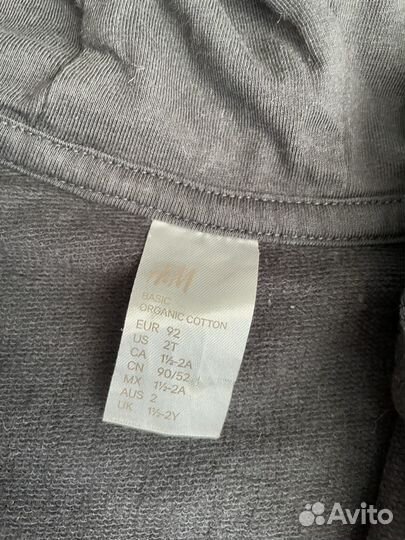 H&M
BASIC
ORGANIC COTTON
EUR 92
US 2T
CA 1½-2A
CN 90/52
MX 1½-2A
AUS 2
UK 1½-2Y
Avito